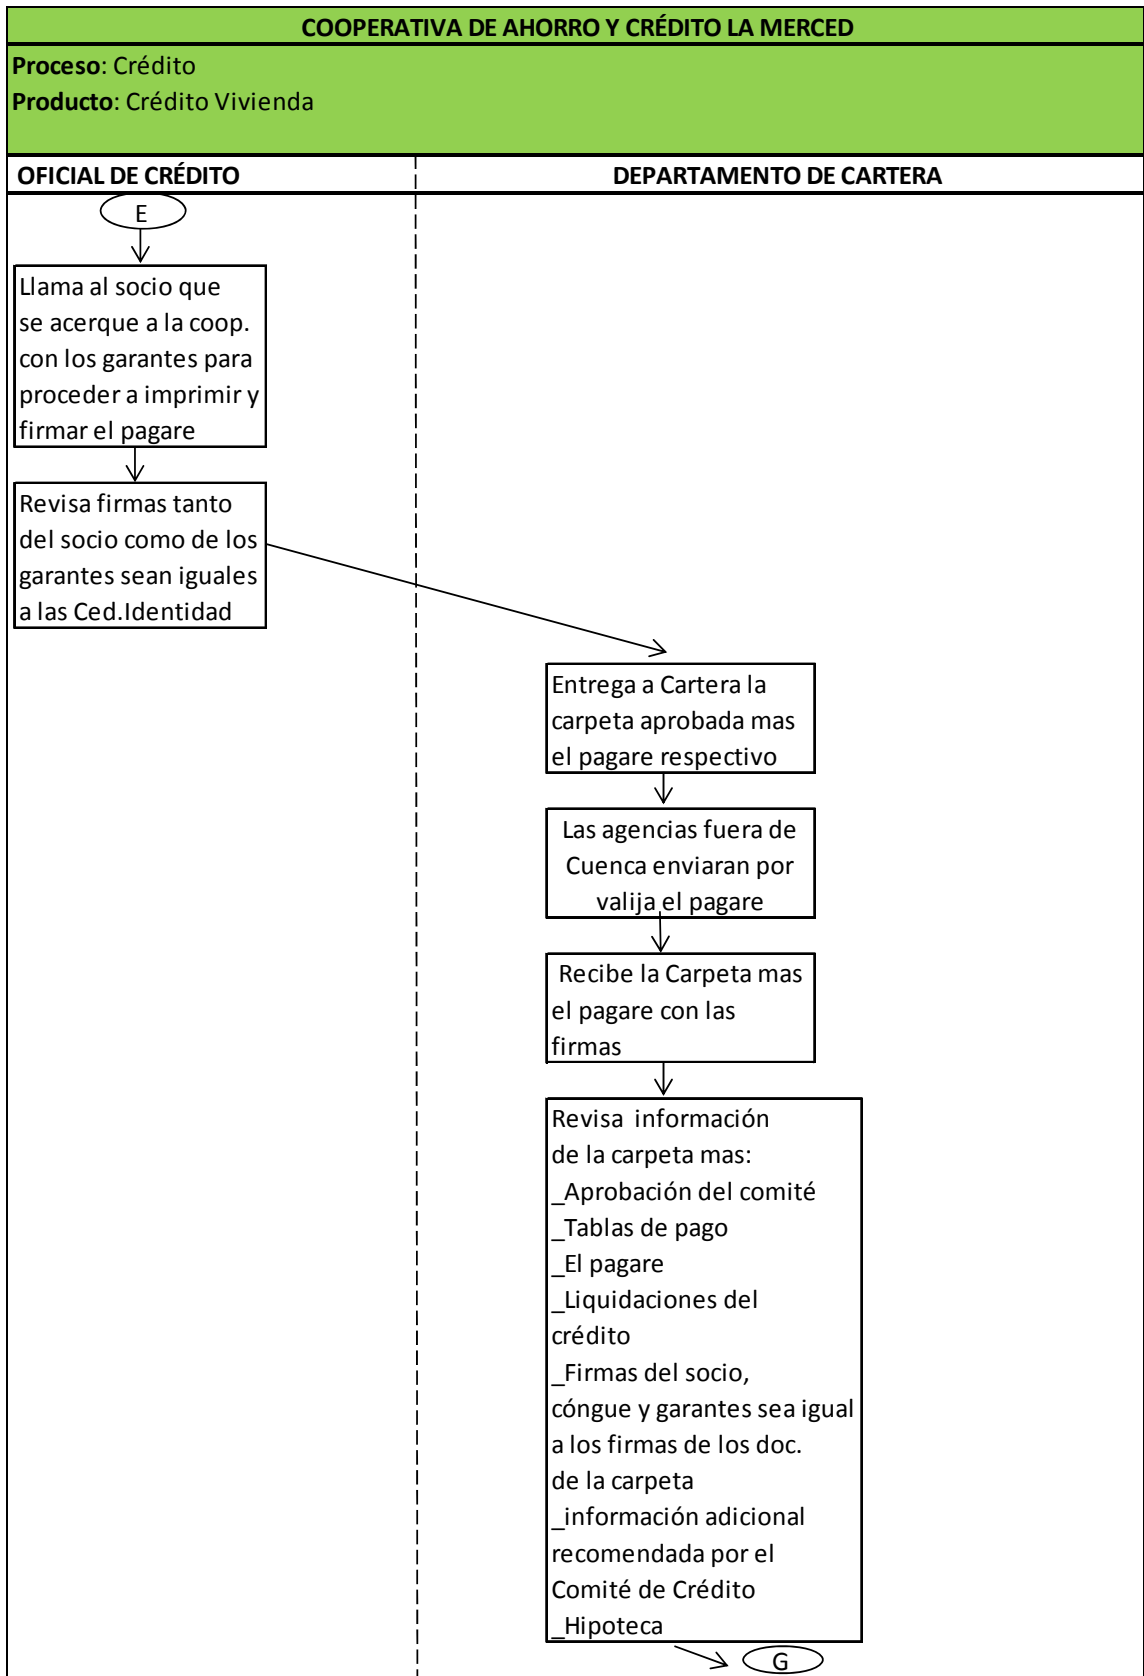 COOPERATIVA DE AHORRO Y CRÉDITO LA MERCED
Proceso: Crédito
Producto: Crédito Vivienda
OFICIAL DE CRÉDITO
DEPARTAMENTO DE CARTERA
E
Llama al socio que
se acerque a la coop.
con los garantes para
proceder a imprimir y
firmar el pagare
Revisa firmas tanto
del socio como de los
garantes sean iguales
a las Ced.Identidad
Entrega a Cartera la
carpeta aprobada mas
el pagare respectivo
Las agencias fuera de
Cuenca enviaran por
valija el pagare
Recibe la Carpeta mas
el pagare con las
firmas
Revisa información
de la carpeta mas:
_Aprobación del comité
_Tablas de pago
_El pagare
_Liquidaciones del
crédito
_Firmas del socio,
cóngue y garantes sea igual
a los firmas de los doc.
de la carpeta
_información adicional
recomendada por el
Comité de Crédito
_Hipoteca
G